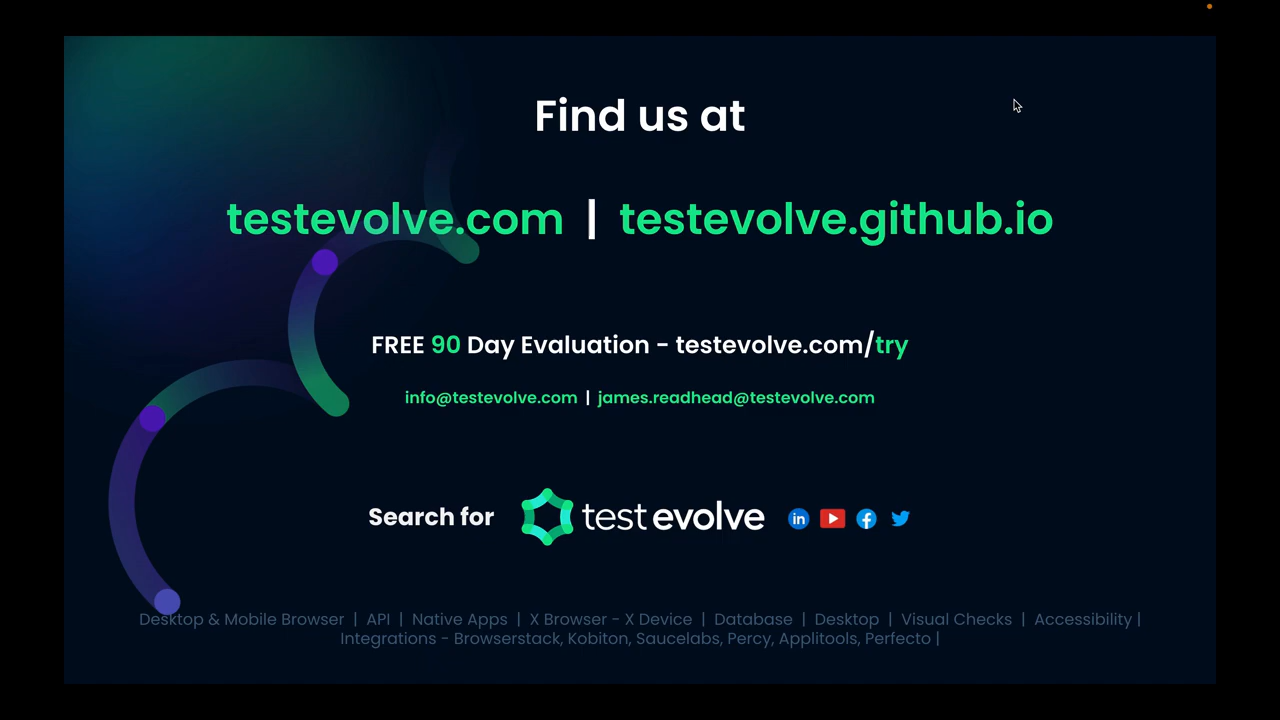 Find us at
testevolve.com | testevolve.github.io
FREE 90 Day Evaluation - testevolve.com/try
info@testevolve.com | james.readhead@testevolve.com
Search for testevolve in
Desktop & Mobile Browser | API | Native Apps | X Browser - X Device | Database | Desktop | Visual Checks | Accessibility |
Integrations - Browserstack, Kobiton, Saucelabs, Percy, Applitools, Perfecto |